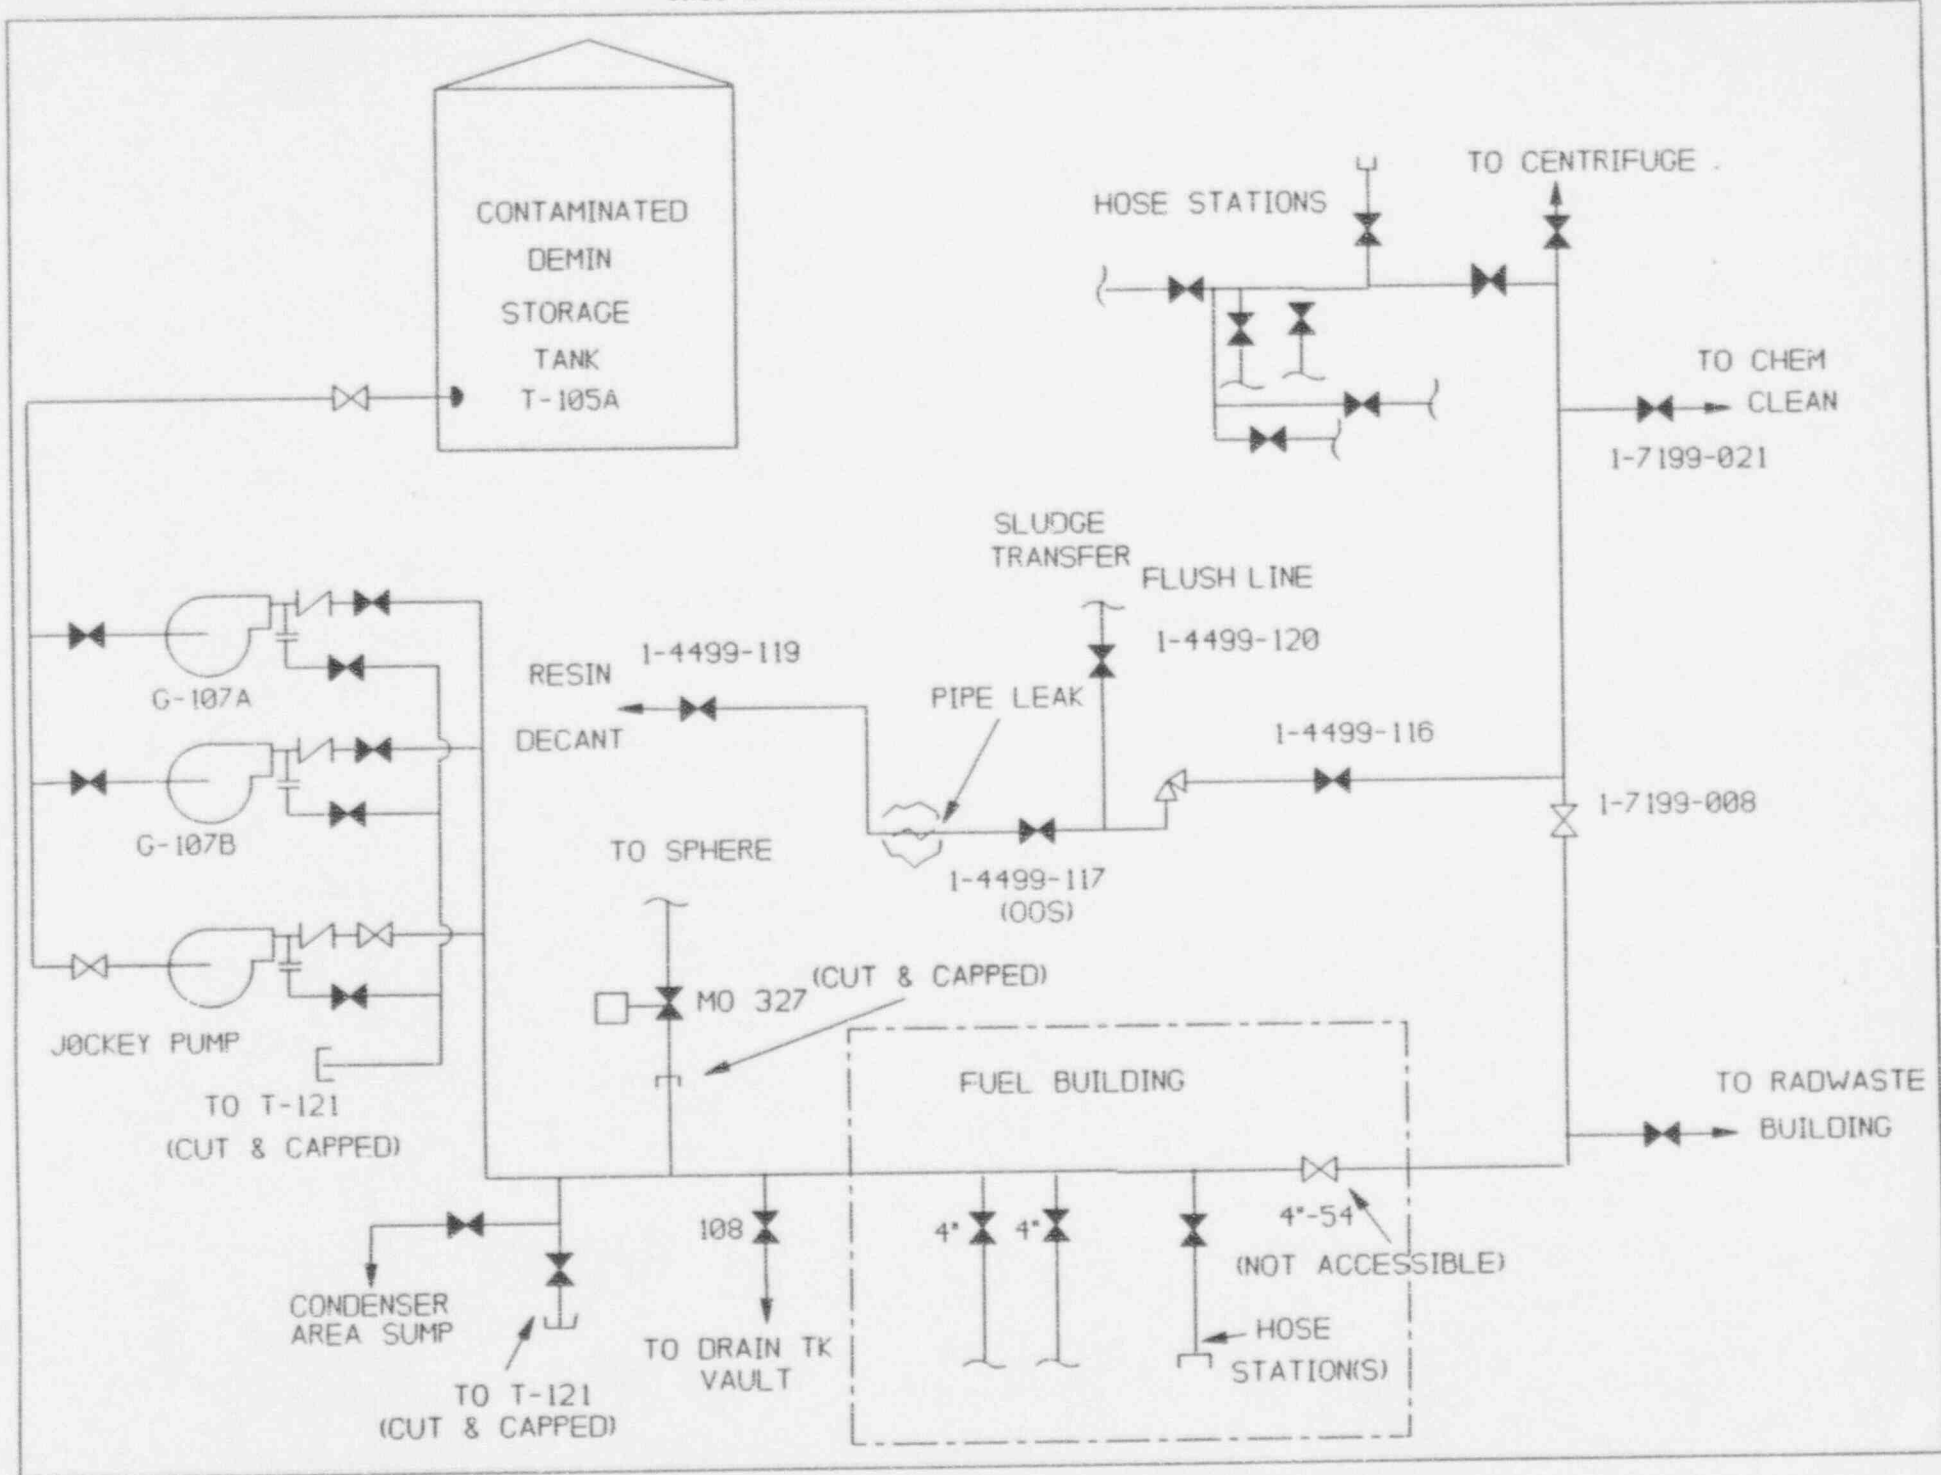 CONTAMINATED
DEMIN
STORAGE
TANK
T-105A
HOSE STATIONS
TO CENTRIFUGE
TO CHEM
CLEAN
1-7199-021
SLUDGE
TRANSFER
FLUSH LINE
1-4499-120
1-4499-119
RESIN
DECANT
PIPE LEAK
1-4499-116
1-7199-008
G-107A
G-107B
TO SPHERE
1-4499-117
(OOS)
(CUT & CAPPED)
MO 327
JOCKEY PUMP
TO T-121
(CUT & CAPPED)
FUEL BUILDING
TO RADWASTE
BUILDING
108
4"
4"
4"-54
(NOT ACCESSIBLE)
CONDENSER
AREA SUMP
TO T-121
(CUT & CAPPED)
TO DRAIN TK
VAULT
HOSE
STATION(S)